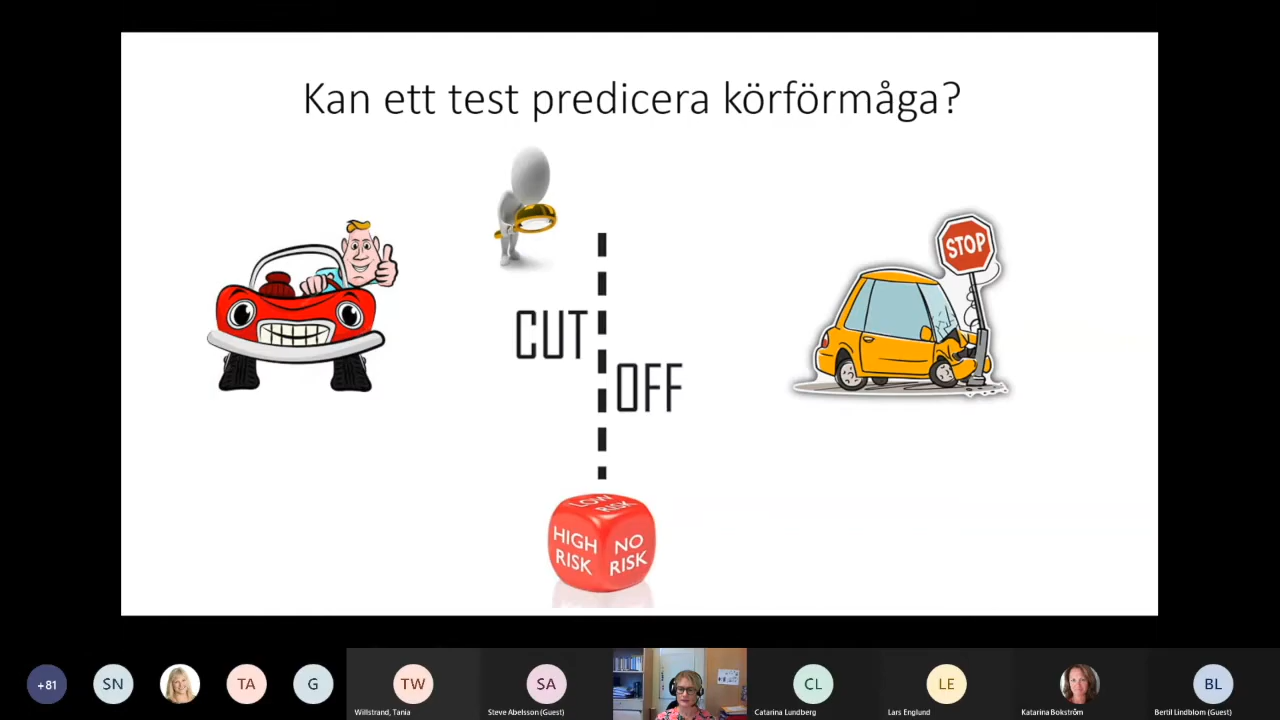 Kan ett test predicera körförmåga?
STOP
CUT
OFF
LOW
RISK
HIGH
RISK
NO
RISK
+81
SN
TA
G
TW
SA
CL
LE
BL
Willstrand, Tania
Steve Abelsson (Guest)
Catarina Lundberg
Lars Englund
Katarina Bokström
Bertil Lindblom (Guest)